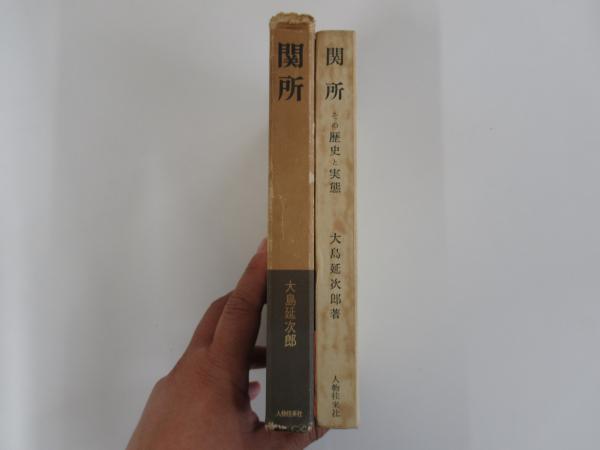 関所
大島延次郎
人物往来社
関所
その歴史と実態
大島延次郎著
人物往来社